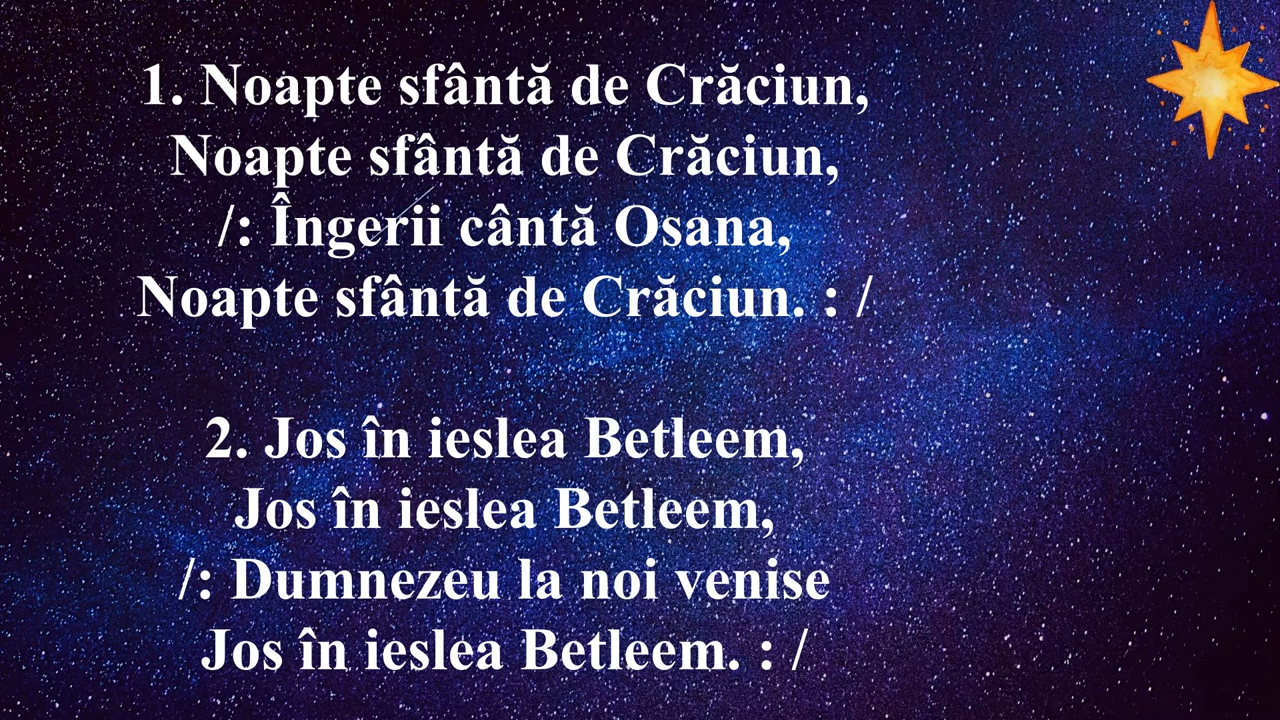 1. Noapte sfântă de Crăciun,
Noapte sfântă de Crăciun,
/: Îngerii cântă Osana,
Noapte sfântă de Crăciun. : /
2. Jos în ieslea Betleem,
Jos în ieslea Betleem,
/: Dumnezeu la noi venise
Jos în ieslea Betleem. : /